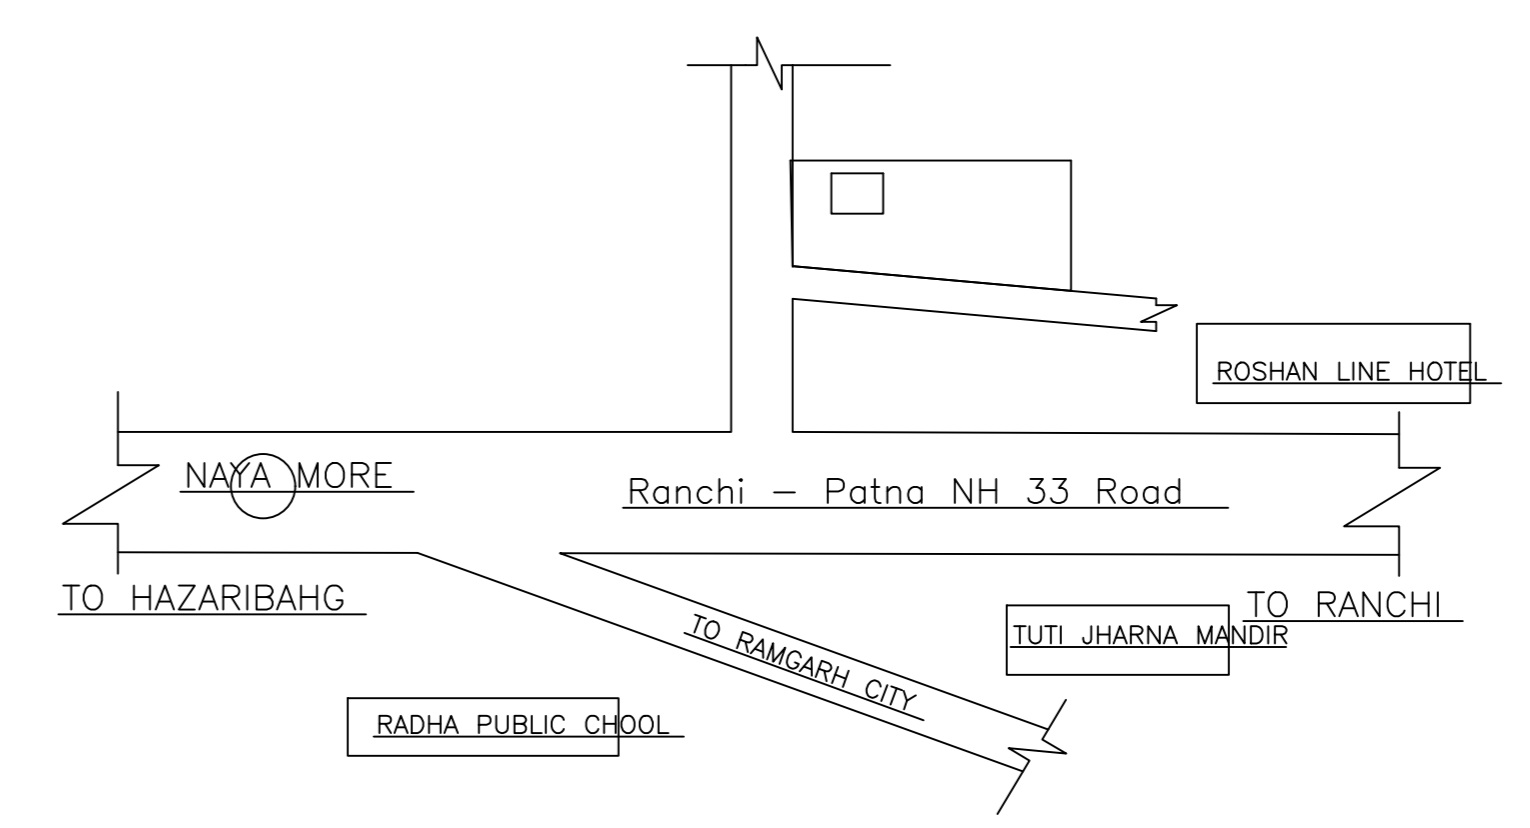 ROSHAN LINE HOTEL
NAYA MORE
Ranchi - Patna NH 33 Road
TO HAZARIBAHG
TO RANCHI
TO RAMGARH CITY
TUTI JHARNA MANDIR
RADHA PUBLIC CHOOL